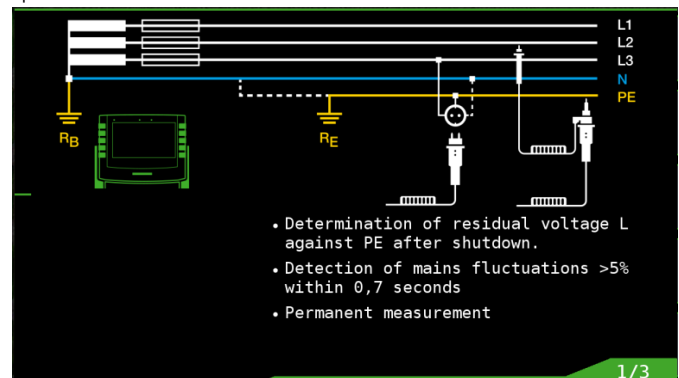 L1
L2
L3
N
PE
RB
RE
• Determination of residual voltage L
against PE after shutdown.
• Detection of mains fluctuations >5%
within 0,7 seconds
• Permanent measurement
1/3